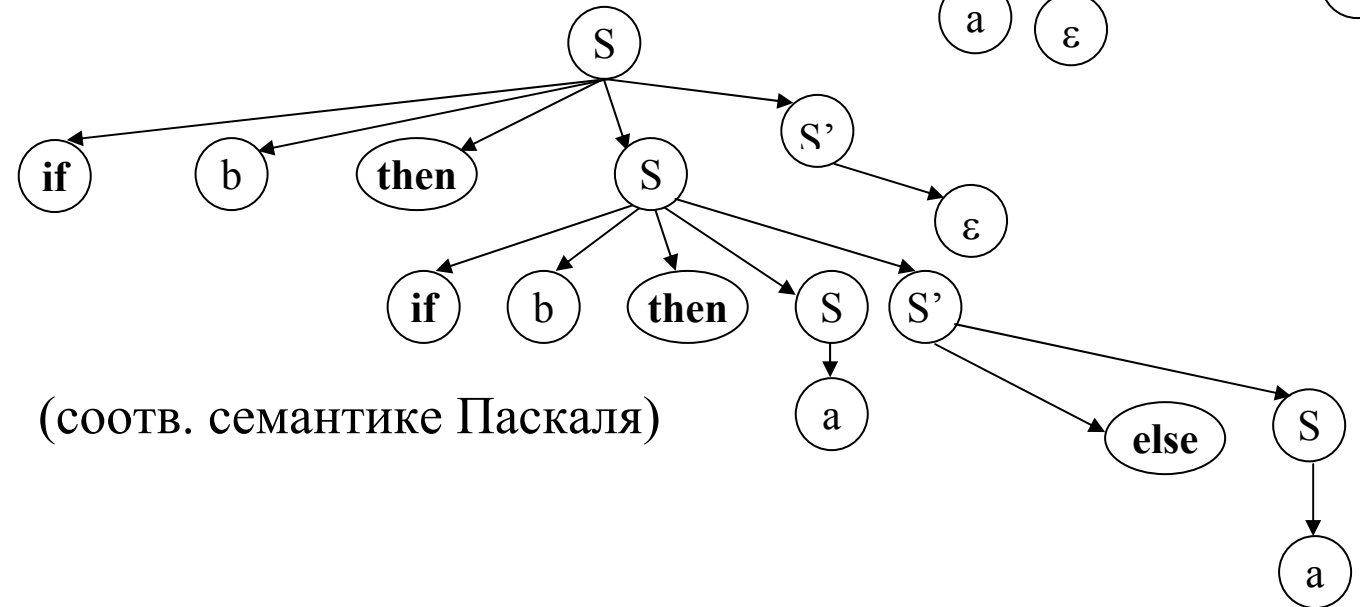 a ε
S
S’
if b then S
ε
if b then S S’
(соотв. семантике Паскаля) a
else S
a